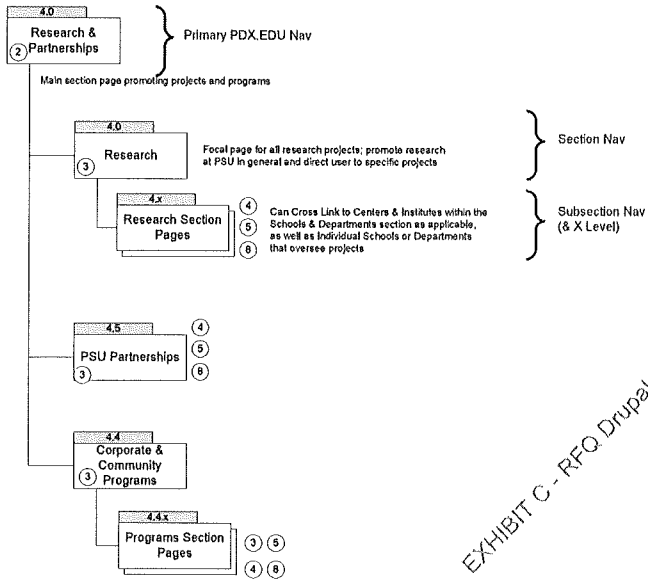 4.0
Research &
Partnerships
2
Primary PDX.EDU Nav
Main section page promoting projects and programs
4.0
Research
3
Focal page for all research projects; promote research
at PSU in general and direct user to specific projects
Section Nav
4.x
Research Section
Pages
4
5
8
Can Cross Link to Centers & Institutes within the
Schools & Departments section as applicable,
as well as Individual Schools or Departments
that oversee projects
Subsection Nav
(& X Level)
4.5
PSU Partnerships
3
4
5
8
4.4
Corporate &
Community
Programs
3
4.4.x
Programs Section
Pages
3 5
4 8
EXHIBIT C - RFQ Drupal